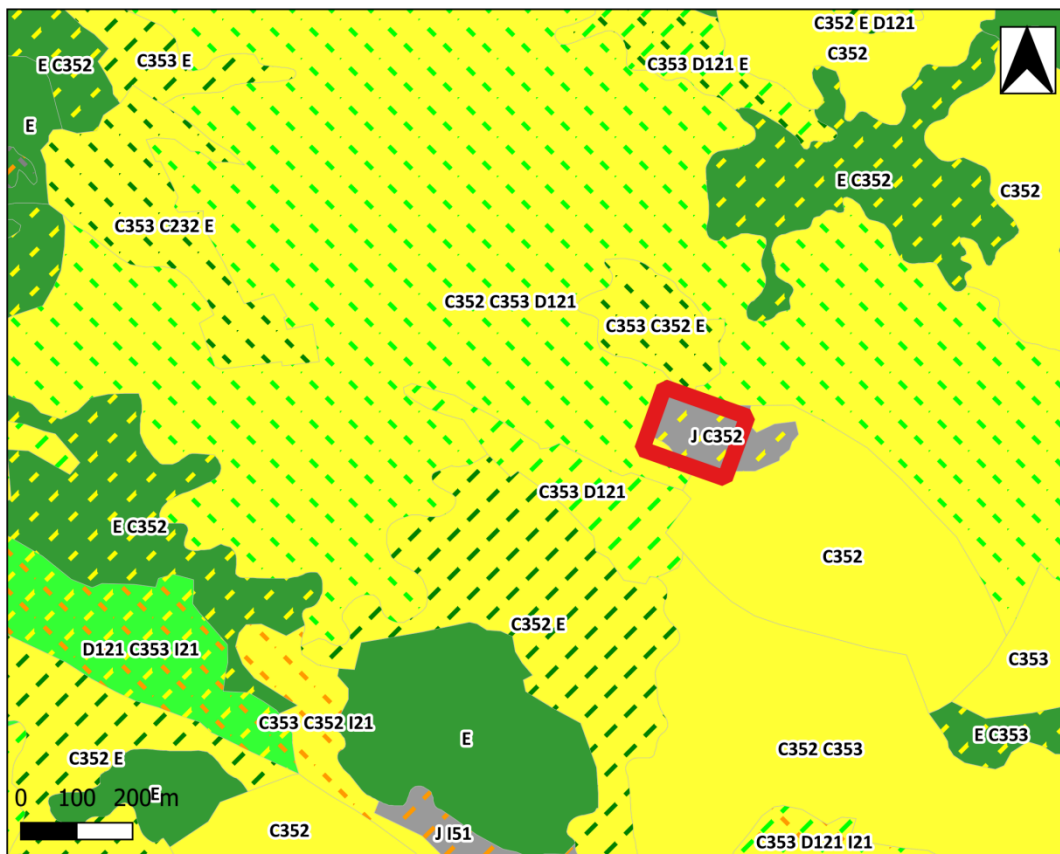 C352 E D121
C353 E
C352
E C352
C353 D121 E
E
E C352
C352
C353 C232 E
C352 C353 D121
C353 C352 E
J C352
C353 D121
E C352
C352
C352 E
D121 C353 I21
C353
C353 C352 I21
E
E C353
C352 C353
C352 E
E
0 100 200 m
C352
J I51
C353 D121 I21